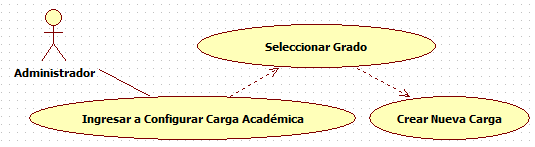 Seleccionar Grado
Administrador
Ingresar a Configurar Carga Académica
Crear Nueva Carga